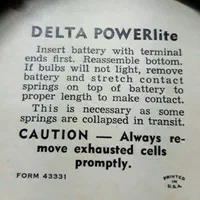 DELTA POWERlite
Insert battery with terminal
ends first. Reassemble bottom.
If bulbs will not light, remove
battery and stretch contact
springs on top of battery to
proper length to make contact.
This is necessary as some
springs are collapsed in transit.
CAUTION — Always re-
move exhausted cells
promptly.
FORM 43331
PRINTED
IN
U.S.A.